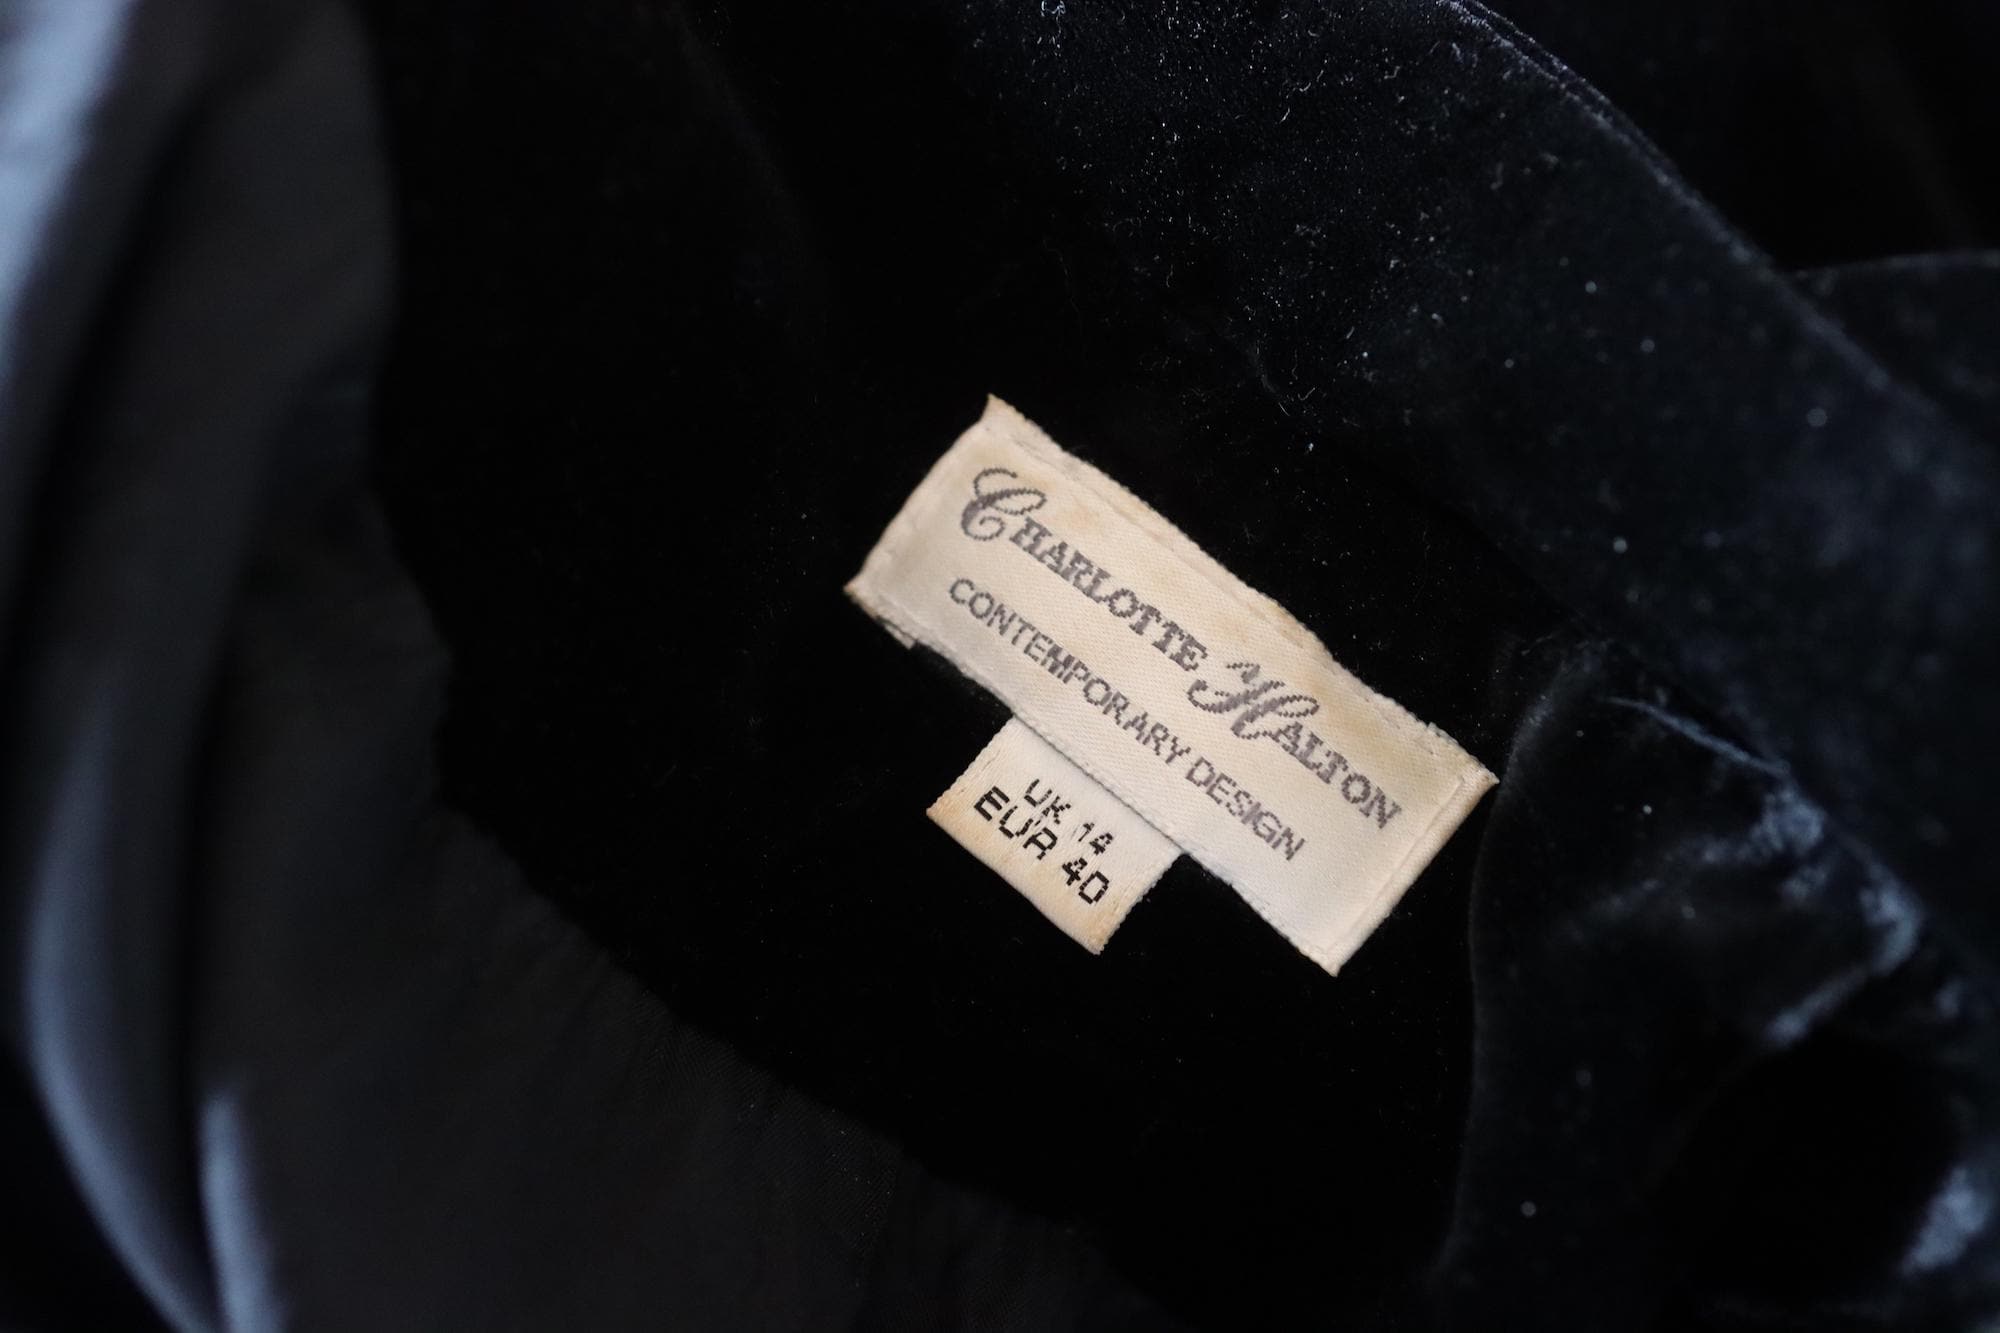 CHARLOTTE HALTON
CONTEMPORARY DESIGN
UK 14
EUR 40